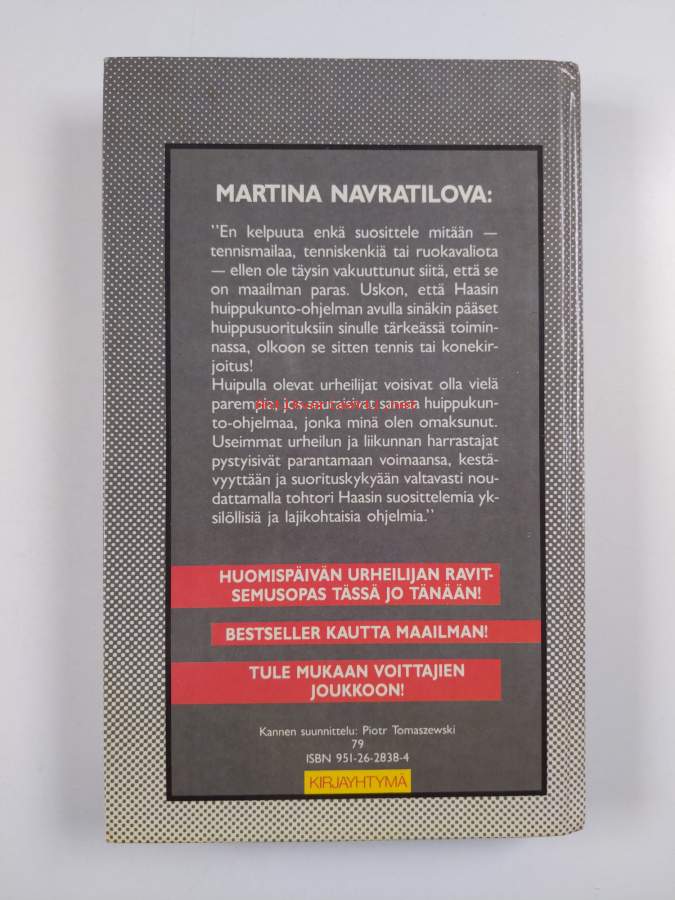 MARTINA NAVRATILOVA:
"En kelpuuta enkä suosittele mitään —
tennismailaa, tenniskenkiä tai ruokavaliota
— ellen ole täysin vakuuttunut siitä, että se
on maailman paras. Uskon, että Haasin
huippukunto-ohjelman avulla sinäkin pääset
huippusuorituksiin sinulle tärkeässä toimin-
nassa, olkoon se sitten tennis tai konekir-
joitus!
Huipulla olevat urheilijat voisivat olla vielä
parempia, jos seuraisivat samaa huippukun-
to-ohjelmaa, jonka minä olen omaksunut.
Useimmat urheilun ja liikunnan harrastajat
pystyisivät parantamaan voimaansa, kestä-
vyyttään ja suorituskykyään valtavasti nou-
dattamalla tohtori Haasin suosittelemia yk-
silöllisiä ja lajikohtaisia ohjelmia."
HUOMISPÄIVÄN URHEILIJAN RAVIT-
SEMUSOPAS TÄSSÄ JO TÄNÄÄN!
BESTSELLER KAUTTA MAAILMAN!
TULE MUKAAN VOITTAJIEN
JOUKKOON!
Kannen suunnittelu: Piotr Tomaszewski
79
ISBN 951-26-2838-4
KIRJAYHTYMÄ